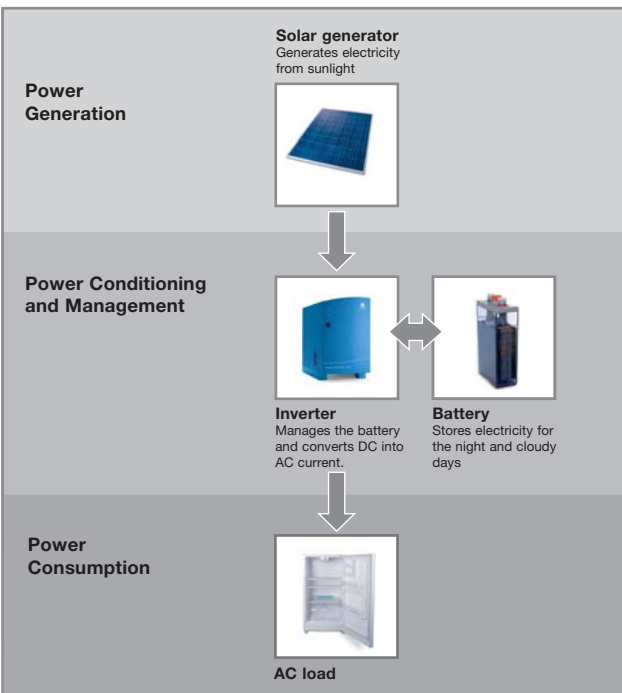 Solar generator
Generates electricity
from sunlight
Power
Generation
Power Conditioning
and Management
Inverter
Manages the battery
and converts DC into
AC current.
Battery
Stores electricity for
the night and cloudy
days
Power
Consumption
AC load